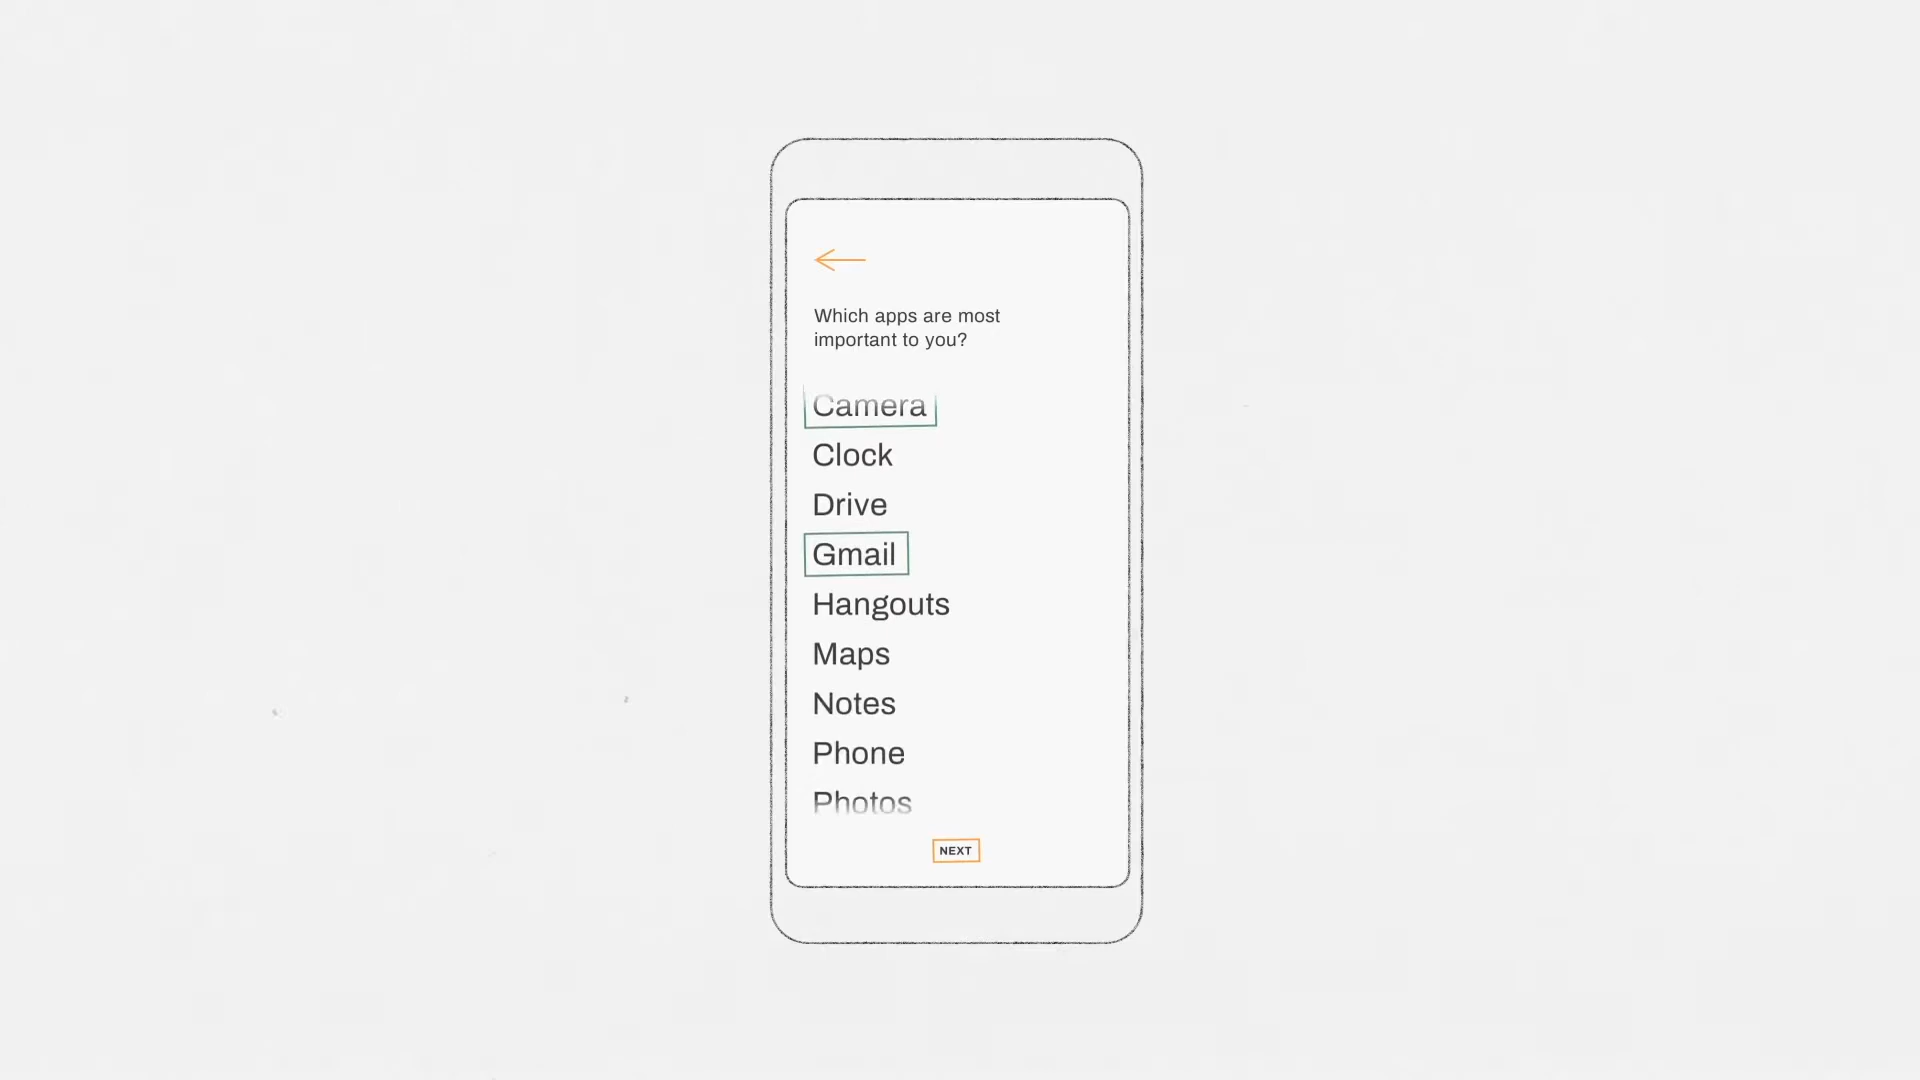 Which apps are most
important to you?
Camera
Clock
Drive
Gmail
Hangouts
Maps
Notes
Phone
Photos
NEXT